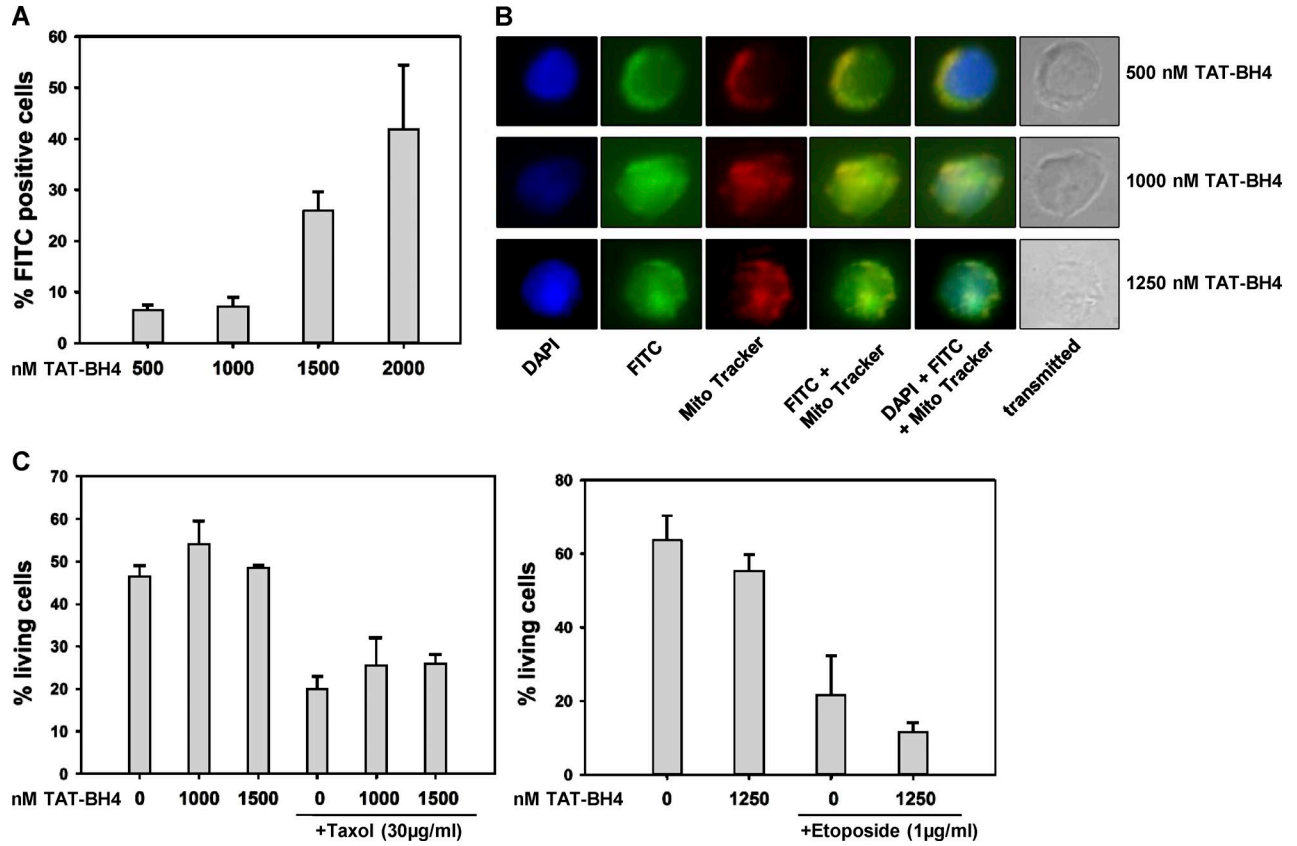 A
60
50
40
30
20
10
0
% FITC positive cells
nM TAT-BH4 500 1000 1500 2000
B
500 nM TAT-BH4
1000 nM TAT-BH4
1250 nM TAT-BH4
DAPI
FITC
Mito Tracker
FITC +
Mito Tracker
DAPI + FITC
+ Mito Tracker
transmitted
C
70
60
50
40
30
20
10
0
% living cells
nM TAT-BH4 0 1000 1500 0 1000 1500
+Taxol (30µg/ml)
80
60
40
20
0
% living cells
nM TAT-BH4 0 1250 0 1250
+Etoposide (1µg/ml)